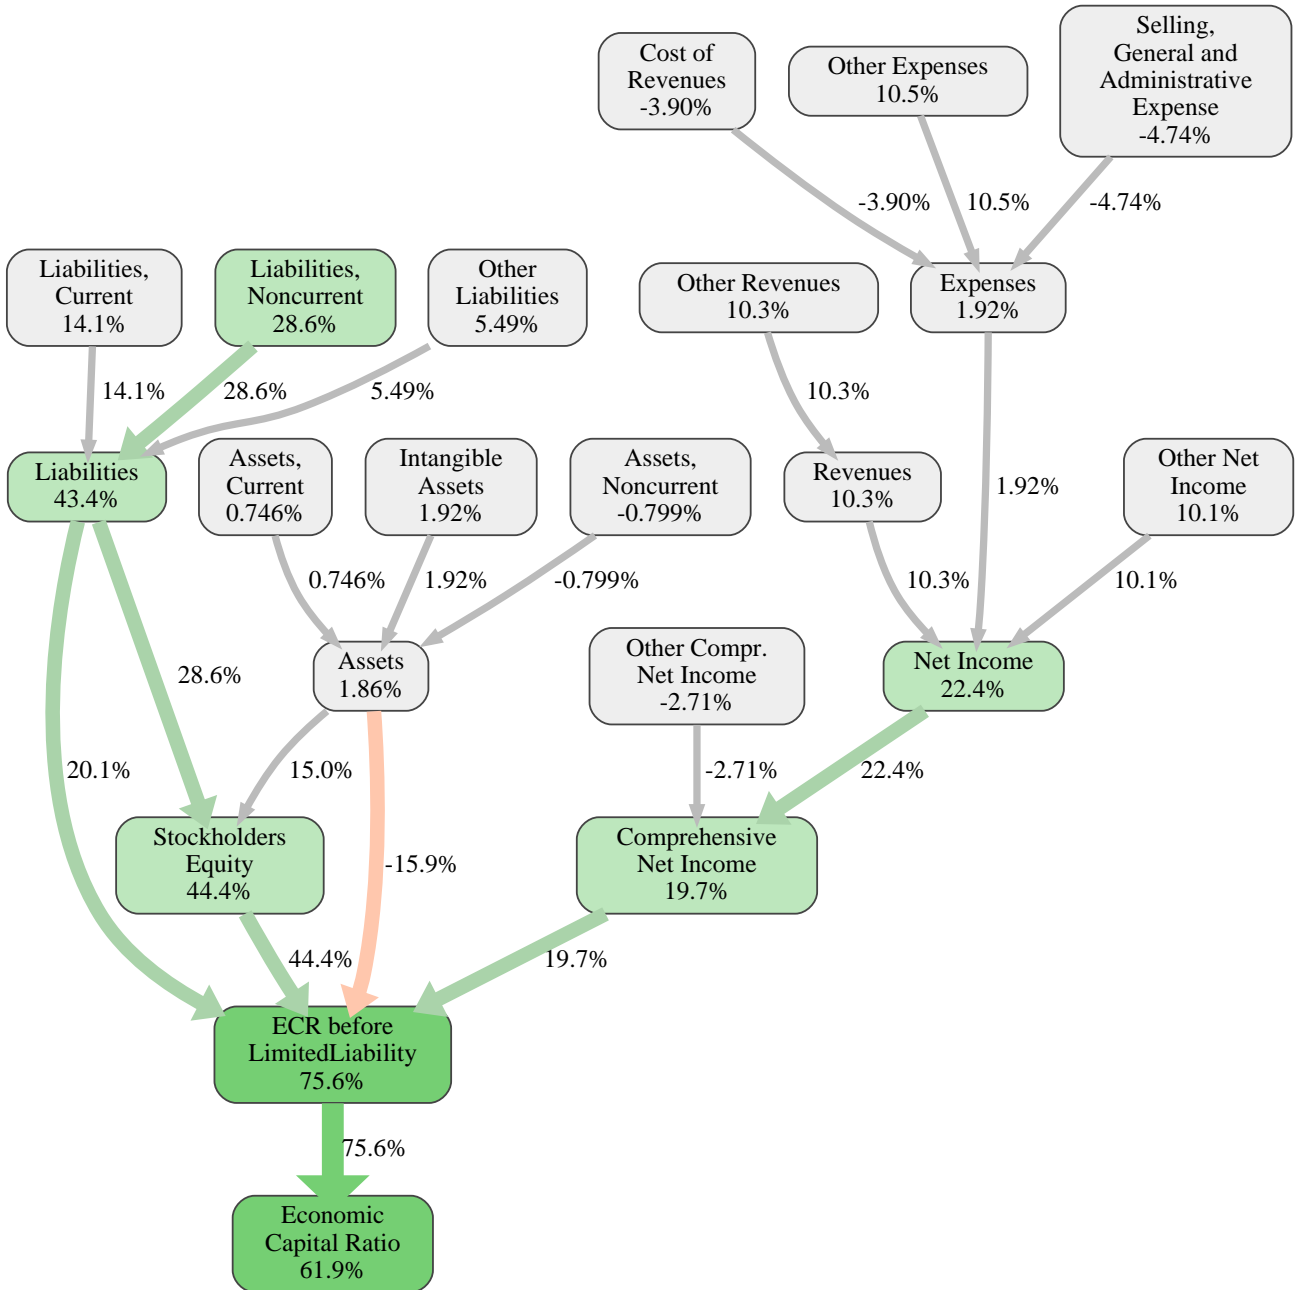 Cost of
Revenues
-3.90%
Other Expenses
10.5%
Selling,
General and
Administrative
Expense
-4.74%
-3.90%
10.5%
-4.74%
Liabilities,
Current
14.1%
Liabilities,
Noncurrent
28.6%
Other
Liabilities
5.49%
Other Revenues
10.3%
Expenses
1.92%
14.1%
28.6%
5.49%
10.3%
Liabilities
43.4%
Assets,
Current
0.746%
Intangible
Assets
1.92%
Assets,
Noncurrent
-0.799%
Revenues
10.3%
1.92%
Other Net
Income
10.1%
0.746%
1.92%
-0.799%
10.3%
10.1%
28.6%
Assets
1.86%
Other Compr.
Net Income
-2.71%
Net Income
22.4%
20.1%
15.0%
-2.71%
22.4%
Stockholders
Equity
44.4%
-15.9%
Comprehensive
Net Income
19.7%
44.4%
19.7%
ECR before
LimitedLiability
75.6%
75.6%
Economic
Capital Ratio
61.9%